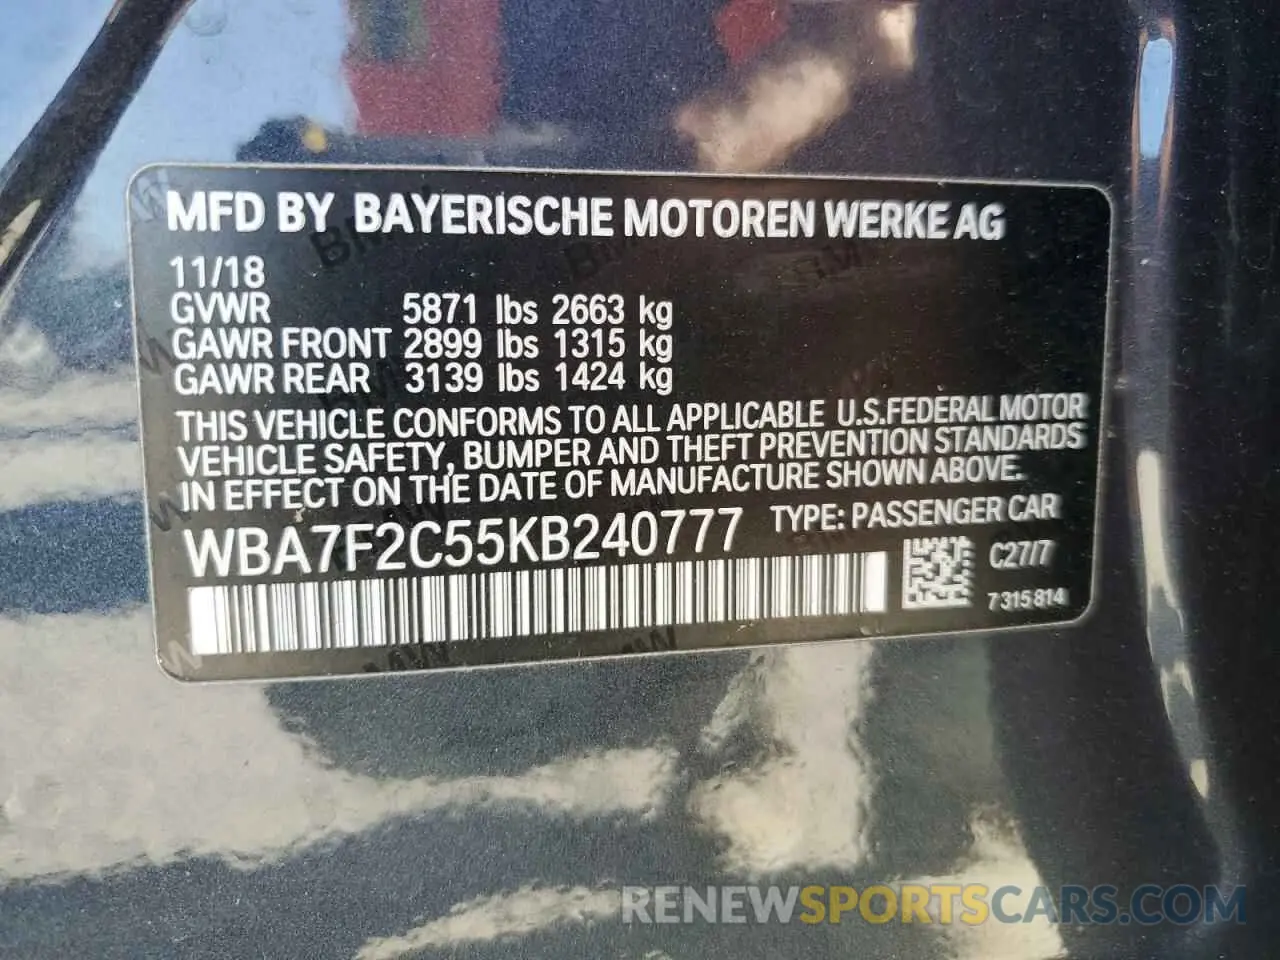 MFD BY BAYERISCHE MOTOREN WERKE AG
11/18
GVWR 5871 lbs 2663 kg
GAWR FRONT 2899 lbs 1315 kg
GAWR REAR 3139 lbs 1424 kg
THIS VEHICLE CONFORMS TO ALL APPLICABLE U.S.FEDERAL MOTOR
VEHICLE SAFETY, BUMPER AND THEFT PREVENTION STANDARDS
IN EFFECT ON THE DATE OF MANUFACTURE SHOWN ABOVE.
WBA7F2C55KB240777 TYPE: PASSENGER CAR
C27/7
7315814
RENEWSPORTSCARS.COM